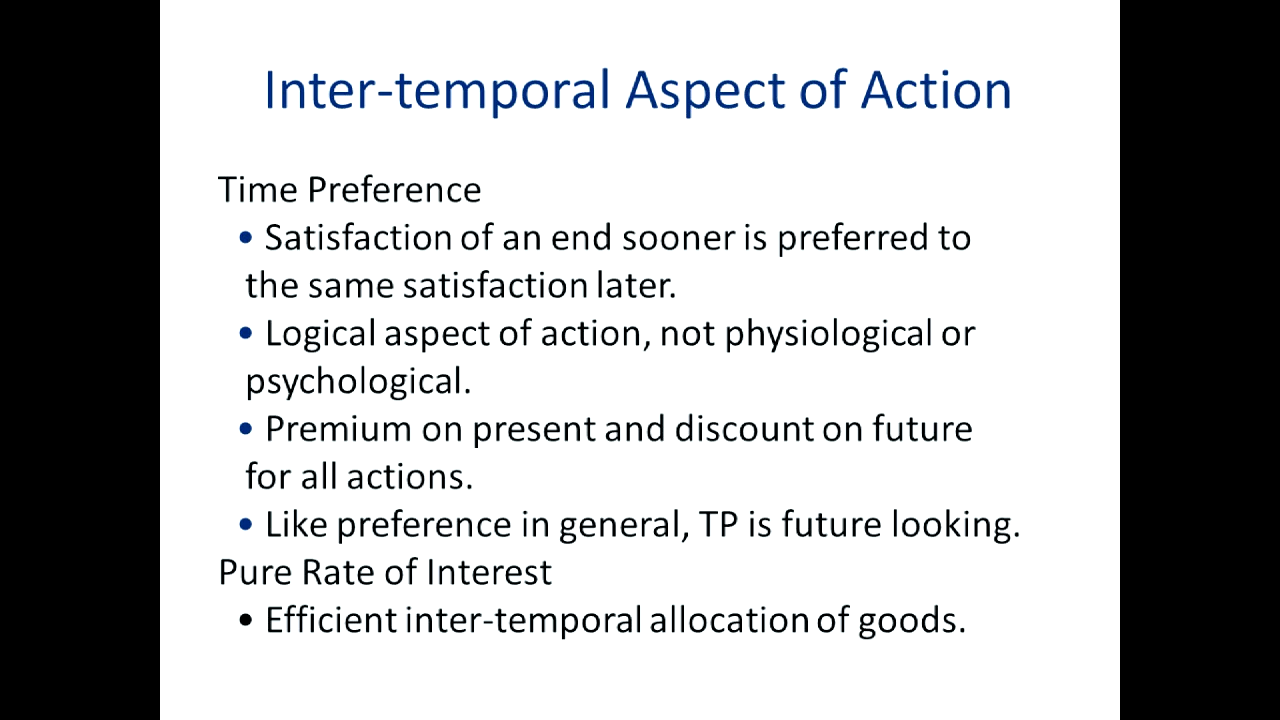 Inter-temporal Aspect of Action
Time Preference
• Satisfaction of an end sooner is preferred to
the same satisfaction later.
• Logical aspect of action, not physiological or
psychological.
• Premium on present and discount on future
for all actions.
• Like preference in general, TP is future looking.
Pure Rate of Interest
• Efficient inter-temporal allocation of goods.